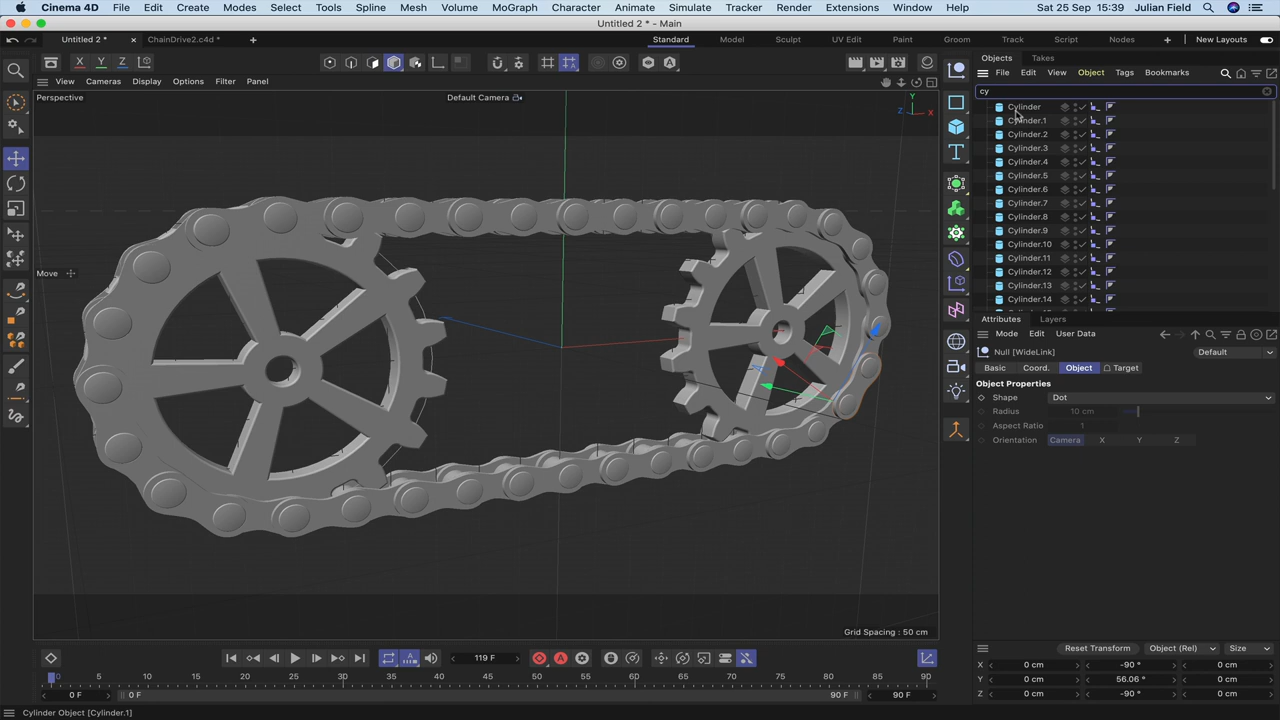 Cinema 4D File Edit Create Modes Select Tools Spline Mesh Volume MoGraph Character Animate Simulate Tracker Render Extensions Window Help Sat 25 Sep 15:39 Julian Field
Untitled 2 * - Main
Untitled 2 * ChainDrive2.c4d * Standard Model Sculpt UV Edit Paint Groom Track Script Nodes New Layouts
X Y Z
View Cameras Display Options Filter Panel
Perspective
Default Camera
Y
Z
X
Move
Grid Spacing : 50 cm
Objects Takes
File Edit View Object Tags Bookmarks
cy
Cylinder
Cylinder.1
Cylinder.2
Cylinder.3
Cylinder.4
Cylinder.5
Cylinder.6
Cylinder.7
Cylinder.8
Cylinder.9
Cylinder.10
Cylinder.11
Cylinder.12
Cylinder.13
Cylinder.14
Attributes Layers
Mode Edit User Data
Null [WideLink] Default
Basic Coord. Object Target
Object Properties
Shape Dot
Radius 10 cm
Aspect Ratio 1
Orientation Camera X Y Z
119 F
0 5 10 15 20 25 30 35 40 45 50 55 60 65 70 75 80 85 90
0 F 0 F 90 F 90 F
Reset Transform Object (Rel) Size
X 0 cm -90 ° 0 cm
Y 0 cm 56.06 ° 0 cm
Z 0 cm -90 ° 0 cm
Cylinder Object [Cylinder.1]